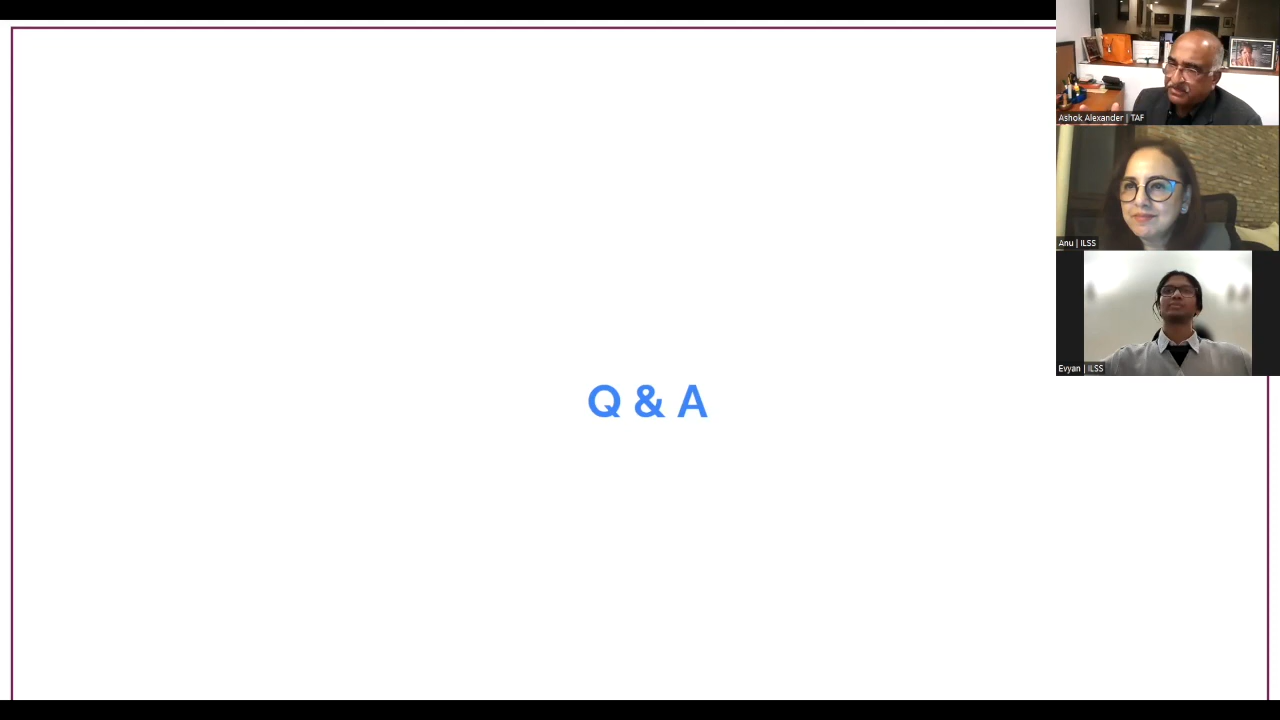 Q & A
Ashok Alexander | TAF
Anu | ILSS
Evyan | ILSS